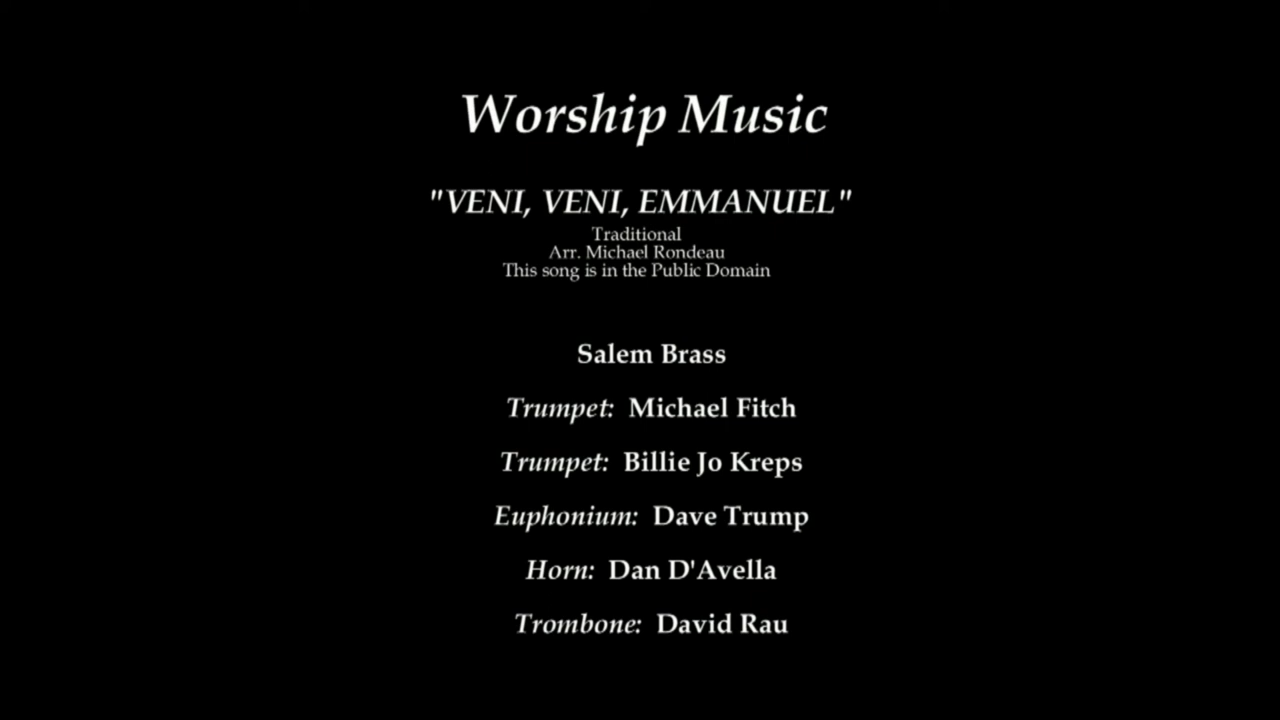 Worship Music
"VENI, VENI, EMMANUEL"
Traditional
Arr. Michael Rondeau
This song is in the Public Domain
Salem Brass
Trumpet: Michael Fitch
Trumpet: Billie Jo Kreps
Euphonium: Dave Trump
Horn: Dan D'Avella
Trombone: David Rau